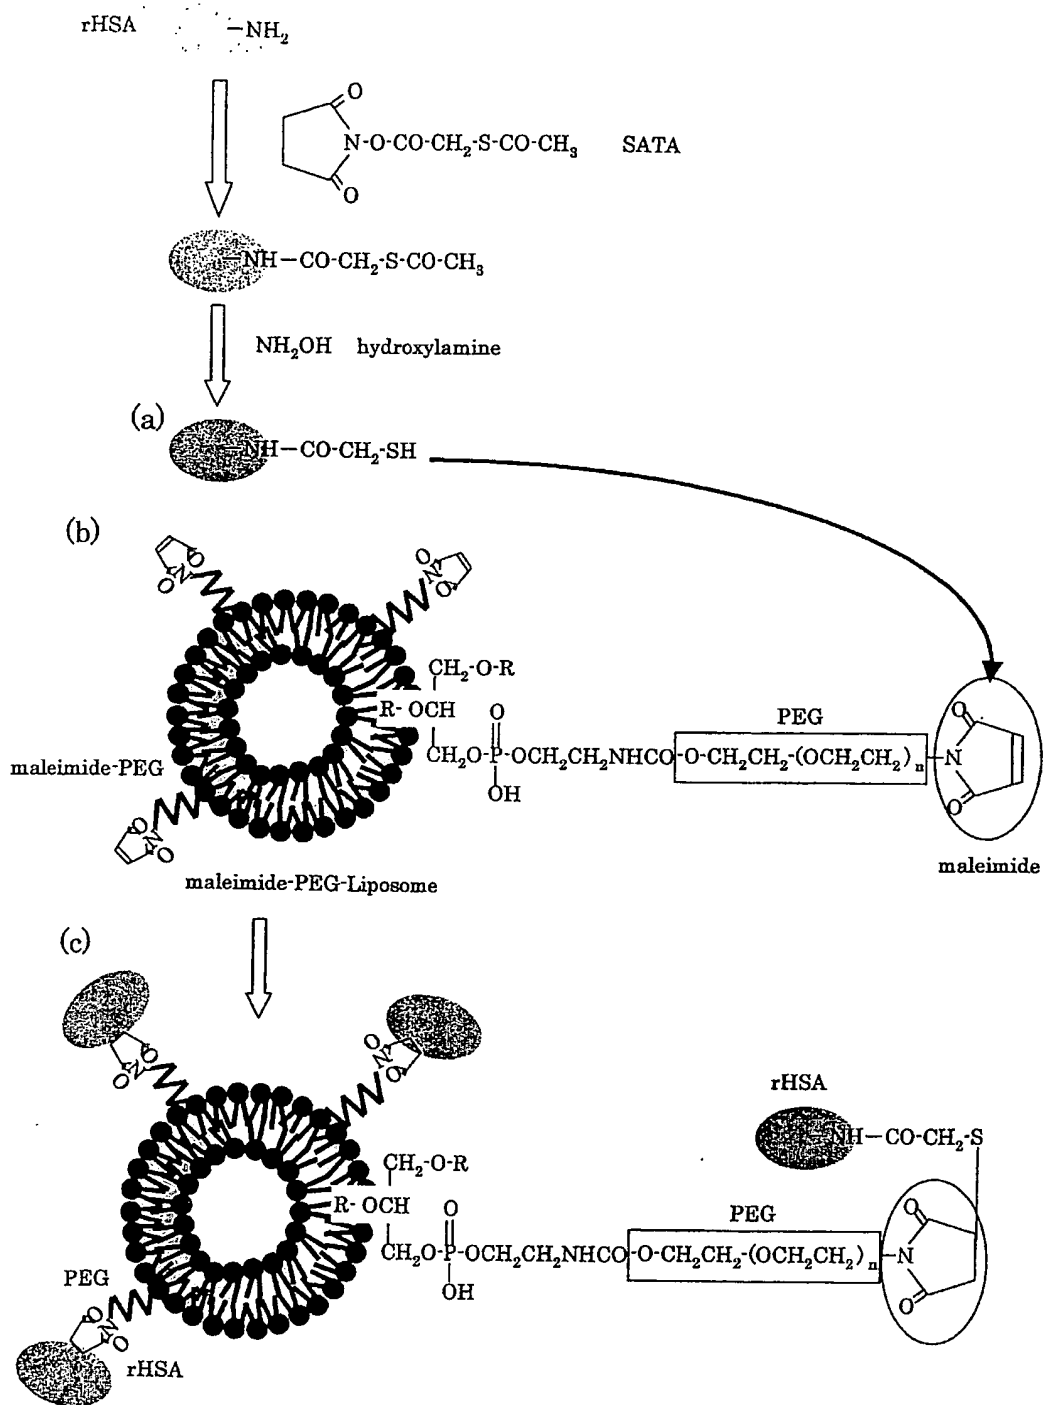 rHSA
–NH₂
O
N-O-CO-CH₂-S-CO-CH₃ SATA
O
–NH–CO-CH₂-S-CO-CH₃
NH₂OH hydroxylamine
(a)
–NH–CO-CH₂-SH
(b)
O
N
O
O
N
O
CH₂-O-R
R- OCH
CH₂O-P-OCH₂CH₂NHCO-O-CH₂CH₂-(OCH₂CH₂)n-N
O
OH
PEG
O
O
maleimide-PEG
O
N
O
maleimide
maleimide-PEG-Liposome
(c)
O
N
O
O
N
O
rHSA
–NH–CO-CH₂-S
CH₂-O-R
R- OCH
O
PEG
O
CH₂O-P-OCH₂CH₂NHCO-O-CH₂CH₂-(OCH₂CH₂)n-N
OH
O
PEG
O
N
O
rHSA